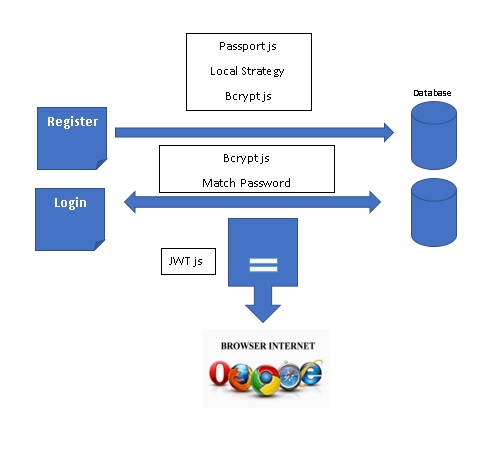 Passport js
Local Strategy
Bcrypt js
Database
Register
Bcrypt js
Match Password
Login
JWT js
BROWSER INTERNET